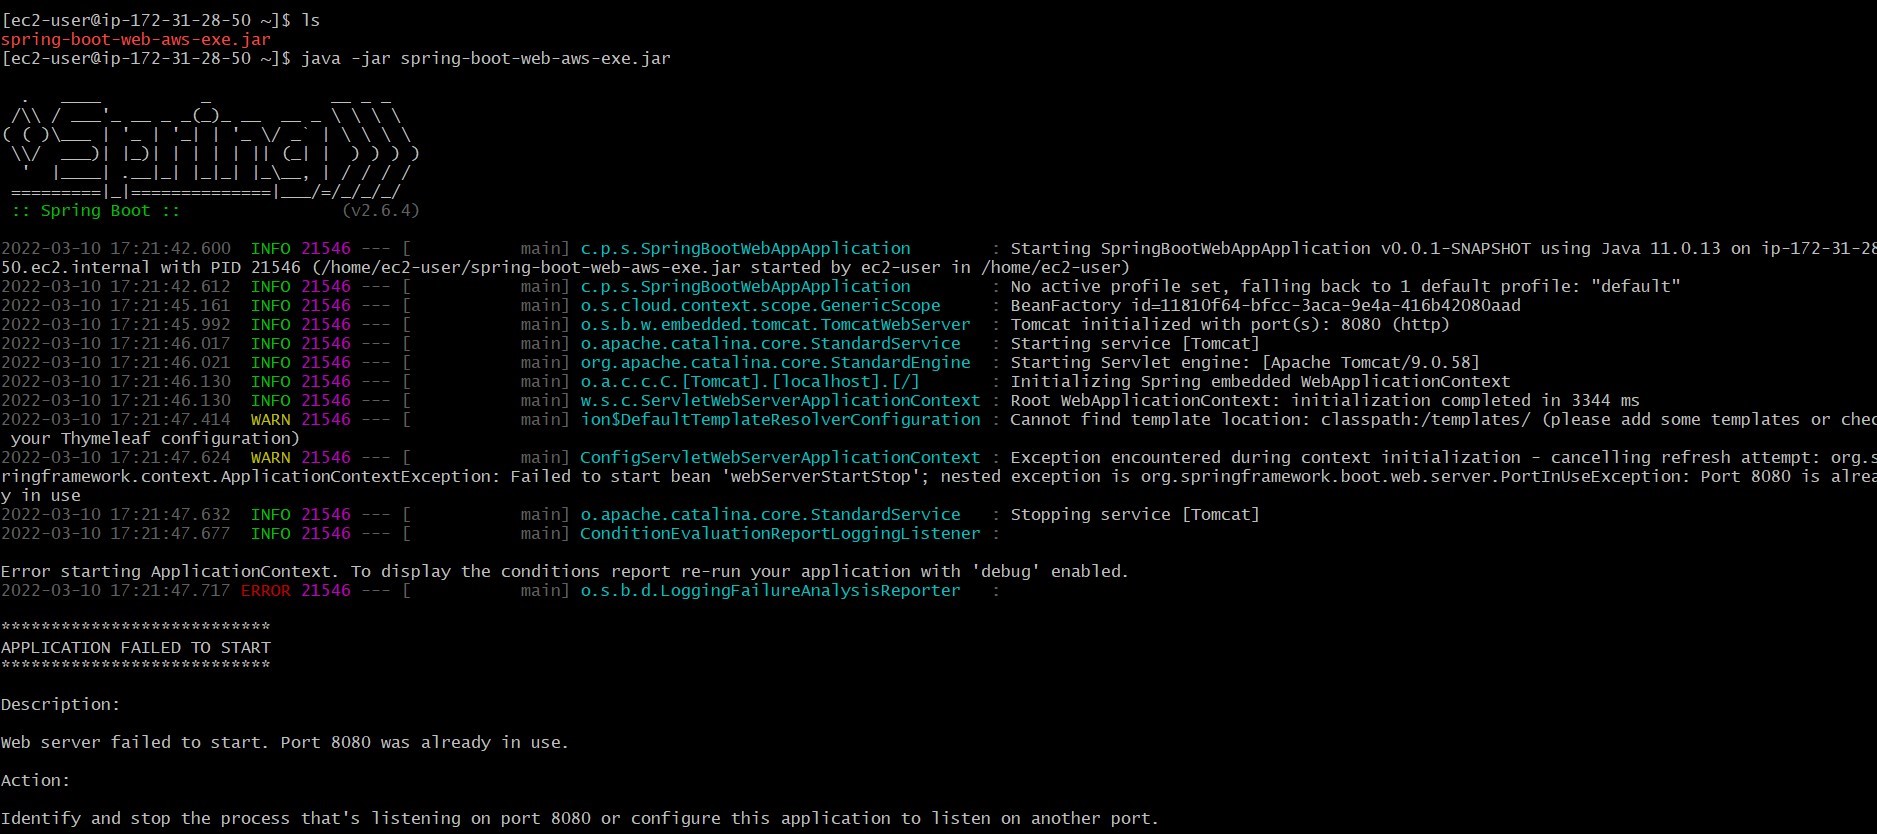 [ec2-user@ip-172-31-28-50 ~]$ ls
spring-boot-web-aws-exe.jar
[ec2-user@ip-172-31-28-50 ~]$ java -jar spring-boot-web-aws-exe.jar
  .   ____          _            __ _ _
 /\\ / ___'_ __ _ _(_)_ __  __ _ \ \ \ \
( ( )\___ | '_ | '_| | '_ \/ _` | \ \ \ \
 \\/  ___)| |_)| | | | | || (_| |  ) ) ) )
  '  |____| .__|_| |_|_| |_\__, | / / / /
 =========|_|==============|___/=/_/_/_/
 :: Spring Boot ::                (v2.6.4)
2022-03-10 17:21:42.600  INFO 21546 --- [           main] c.p.s.SpringBootWebAppApplication        : Starting SpringBootWebAppApplication v0.0.1-SNAPSHOT using Java 11.0.13 on ip-172-31-28
50.ec2.internal with PID 21546 (/home/ec2-user/spring-boot-web-aws-exe.jar started by ec2-user in /home/ec2-user)
2022-03-10 17:21:42.612  INFO 21546 --- [           main] c.p.s.SpringBootWebAppApplication        : No active profile set, falling back to 1 default profile: "default"
2022-03-10 17:21:45.161  INFO 21546 --- [           main] o.s.cloud.context.scope.GenericScope     : BeanFactory id=11810f64-bfcc-3aca-9e4a-416b42080aad
2022-03-10 17:21:45.992  INFO 21546 --- [           main] o.s.b.w.embedded.tomcat.TomcatWebServer  : Tomcat initialized with port(s): 8080 (http)
2022-03-10 17:21:46.017  INFO 21546 --- [           main] o.apache.catalina.core.StandardService   : Starting service [Tomcat]
2022-03-10 17:21:46.021  INFO 21546 --- [           main] org.apache.catalina.core.StandardEngine  : Starting Servlet engine: [Apache Tomcat/9.0.58]
2022-03-10 17:21:46.130  INFO 21546 --- [           main] o.a.c.c.C.[Tomcat].[localhost].[/]       : Initializing Spring embedded WebApplicationContext
2022-03-10 17:21:46.130  INFO 21546 --- [           main] w.s.c.ServletWebServerApplicationContext : Root WebApplicationContext: initialization completed in 3344 ms
2022-03-10 17:21:47.414  WARN 21546 --- [           main] ion$DefaultTemplateResolverConfiguration : Cannot find template location: classpath:/templates/ (please add some templates or chec
 your Thymeleaf configuration)
2022-03-10 17:21:47.624  WARN 21546 --- [           main] ConfigServletWebServerApplicationContext : Exception encountered during context initialization - cancelling refresh attempt: org.s
ringframework.context.ApplicationContextException: Failed to start bean 'webServerStartStop'; nested exception is org.springframework.boot.web.server.PortInUseException: Port 8080 is alrea
y in use
2022-03-10 17:21:47.632  INFO 21546 --- [           main] o.apache.catalina.core.StandardService   : Stopping service [Tomcat]
2022-03-10 17:21:47.677  INFO 21546 --- [           main] ConditionEvaluationReportLoggingListener :
Error starting ApplicationContext. To display the conditions report re-run your application with 'debug' enabled.
2022-03-10 17:21:47.717 ERROR 21546 --- [           main] o.s.b.d.LoggingFailureAnalysisReporter   :
***************************
APPLICATION FAILED TO START
***************************
Description:
Web server failed to start. Port 8080 was already in use.
Action:
Identify and stop the process that's listening on port 8080 or configure this application to listen on another port.